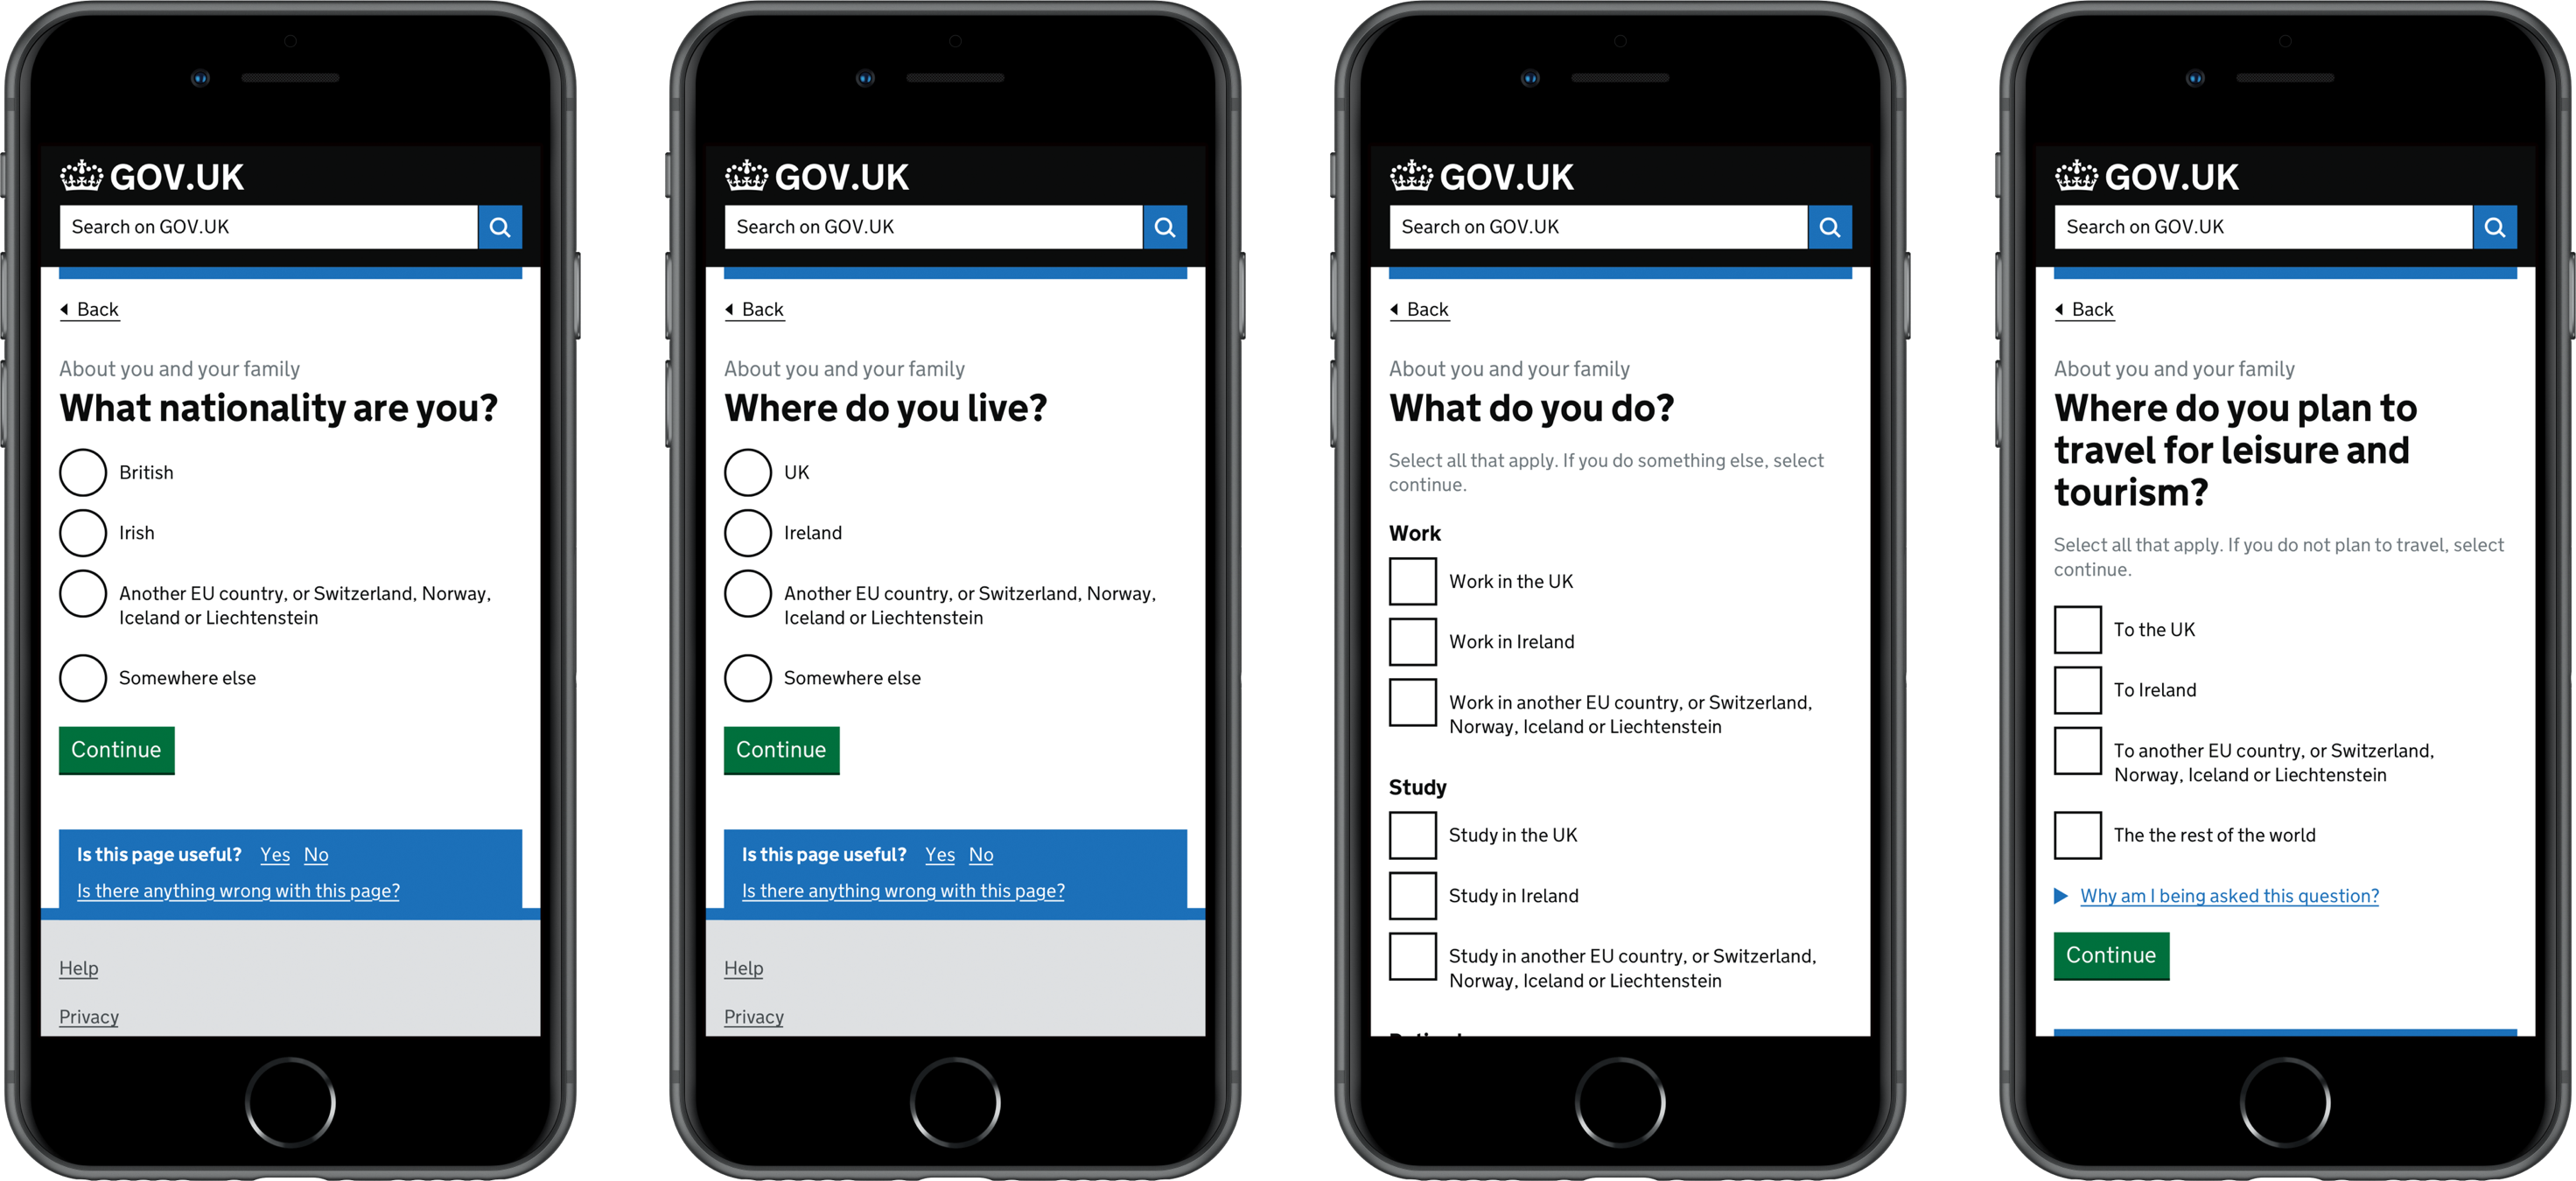 GOV.UK
Search on GOV.UK
Back
About you and your family
What nationality are you?
British
Irish
Another EU country, or Switzerland, Norway,
Iceland or Liechtenstein
Somewhere else
Continue
Is this page useful? Yes No
Is there anything wrong with this page?
Help
Privacy
GOV.UK
Search on GOV.UK
Back
About you and your family
Where do you live?
UK
Ireland
Another EU country, or Switzerland, Norway,
Iceland or Liechtenstein
Somewhere else
Continue
Is this page useful? Yes No
Is there anything wrong with this page?
Help
Privacy
GOV.UK
Search on GOV.UK
Back
About you and your family
What do you do?
Select all that apply. If you do something else, select
continue.
Work
Work in the UK
Work in Ireland
Work in another EU country, or Switzerland,
Norway, Iceland or Liechtenstein
Study
Study in the UK
Study in Ireland
Study in another EU country, or Switzerland,
Norway, Iceland or Liechtenstein
GOV.UK
Search on GOV.UK
Back
About you and your family
Where do you plan to
travel for leisure and
tourism?
Select all that apply. If you do not plan to travel, select
continue.
To the UK
To Ireland
To another EU country, or Switzerland,
Norway, Iceland or Liechtenstein
The the rest of the world
Why am I being asked this question?
Continue